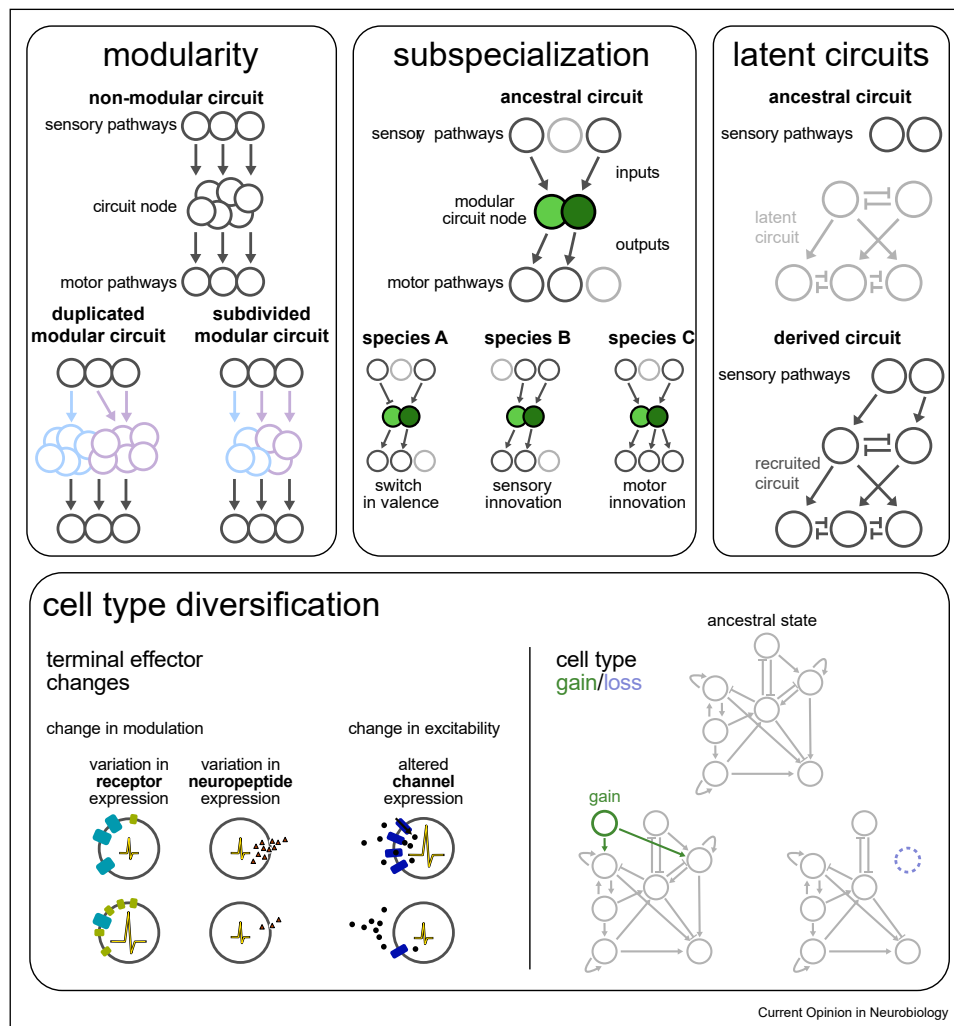 modularity
non-modular circuit
sensory pathways
circuit node
motor pathways
duplicated
modular circuit
subdivided
modular circuit
subspecialization
ancestral circuit
sensory pathways
inputs
modular
circuit node
outputs
motor pathways
species A
species B
species C
switch
in valence
sensory
innovation
motor
innovation
latent circuits
ancestral circuit
sensory pathways
latent
circuit
derived circuit
sensory pathways
recruited
circuit
cell type diversification
terminal effector
changes
change in modulation
change in excitability
variation in
receptor
expression
variation in
neuropeptide
expression
altered
channel
expression
cell type
gain/loss
ancestral state
gain
Current Opinion in Neurobiology